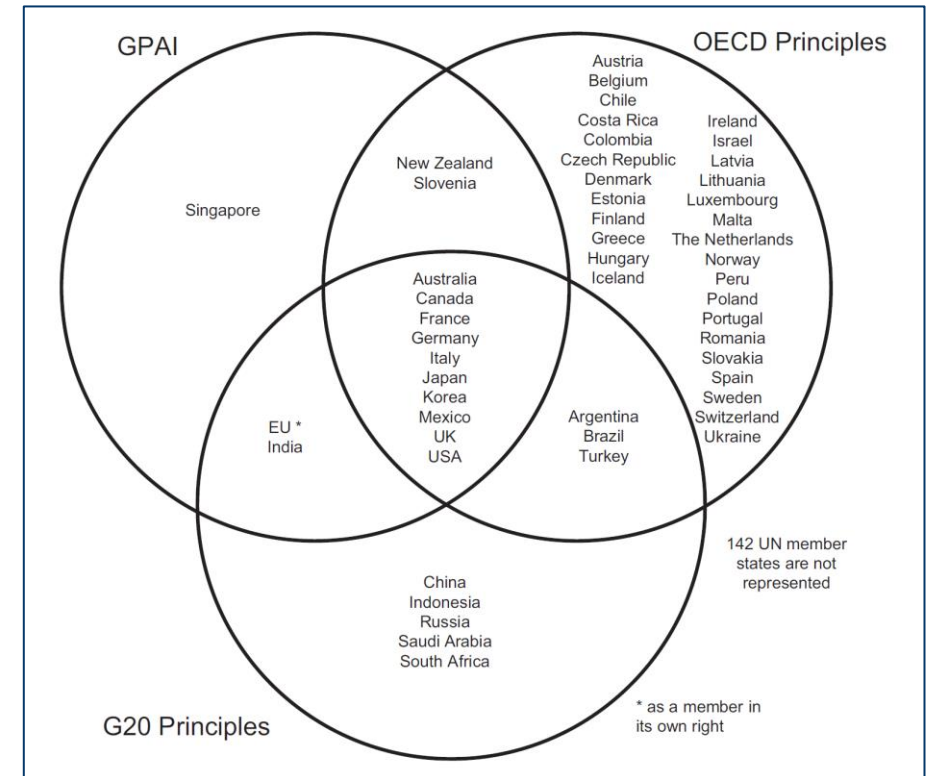 GPAI
OECD Principles
Austria
Belgium
Chile
Costa Rica
Colombia
Czech Republic
Denmark
Estonia
Finland
Greece
Hungary
Iceland
Ireland
Israel
Latvia
Lithuania
Luxembourg
Malta
The Netherlands
Norway
Peru
Poland
Portugal
Romania
Slovakia
Spain
Sweden
Switzerland
Ukraine
New Zealand
Slovenia
Singapore
Australia
Canada
France
Germany
Italy
Japan
Korea
Mexico
UK
USA
EU *
India
Argentina
Brazil
Turkey
142 UN member
states are not
represented
China
Indonesia
Russia
Saudi Arabia
South Africa
G20 Principles
* as a member in
its own right